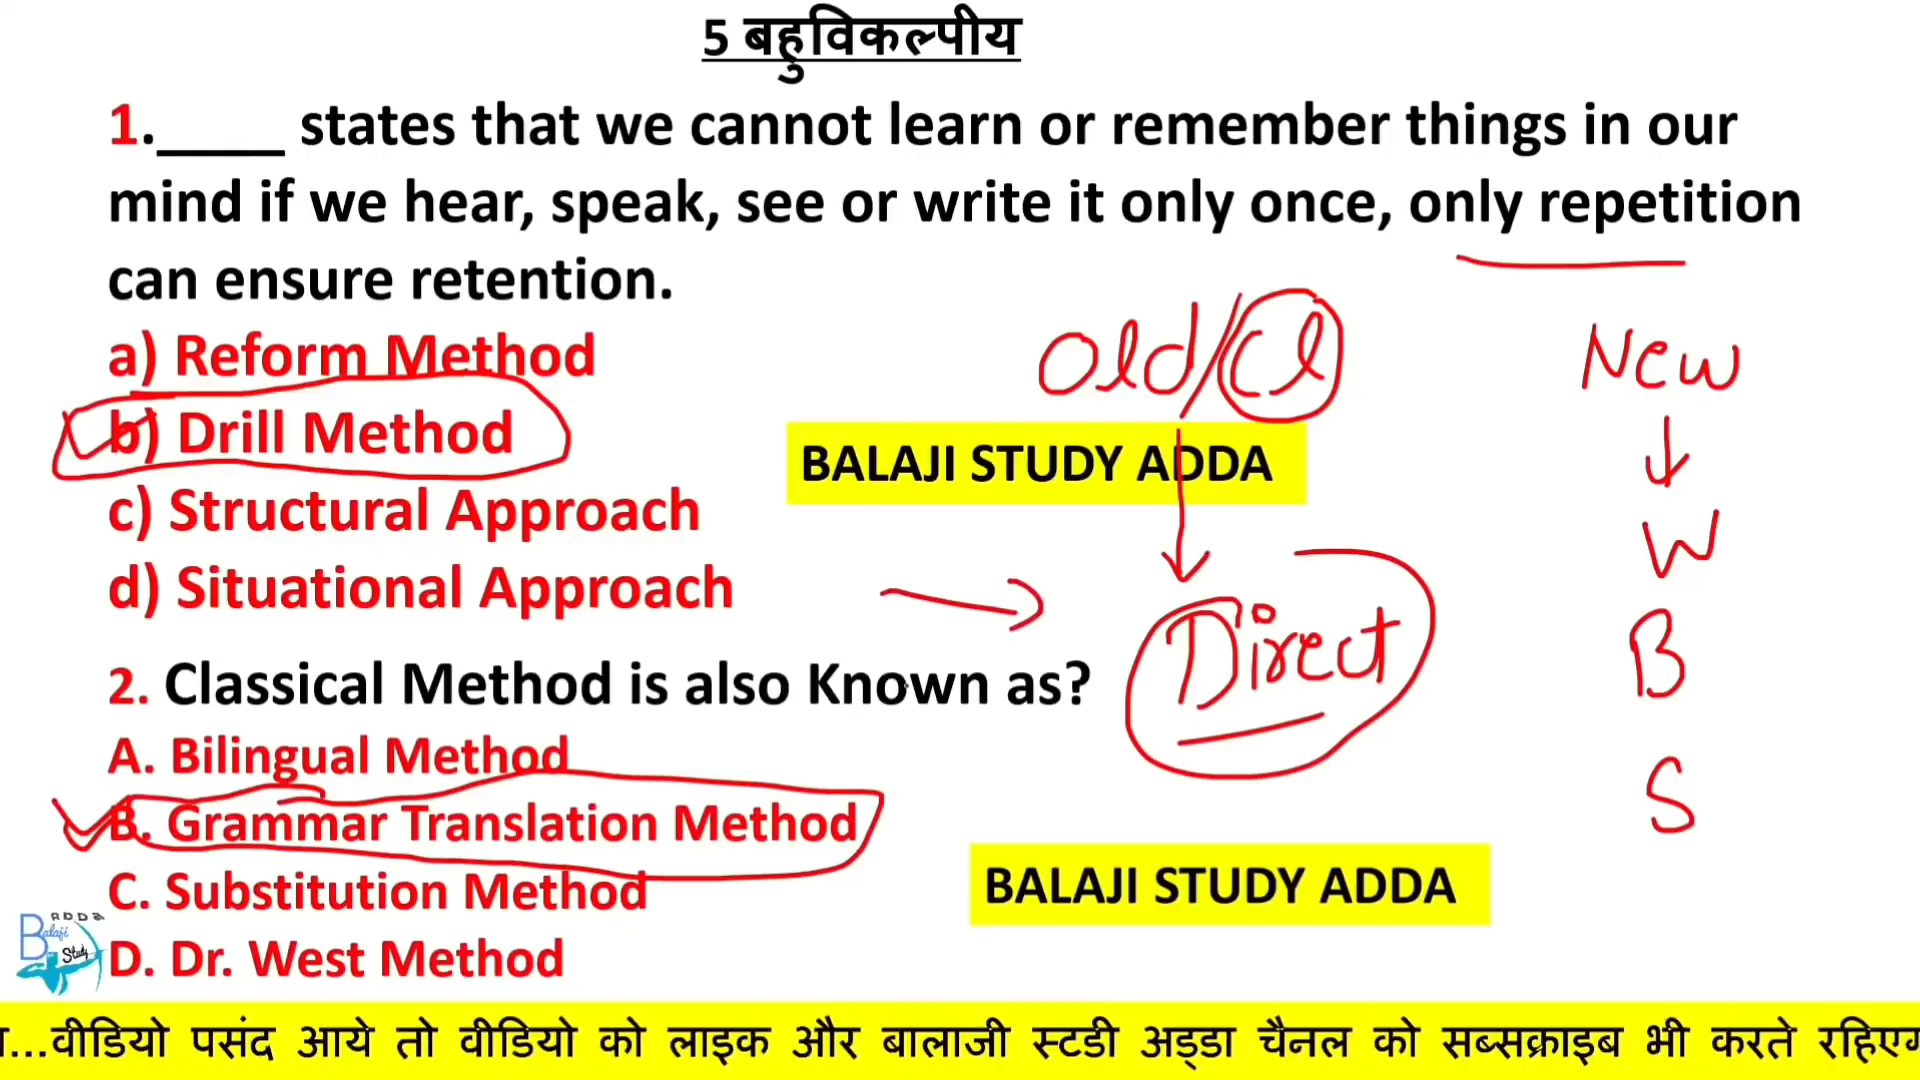 5 बहुविकल्पीय
1.____ states that we cannot learn or remember things in our
mind if we hear, speak, see or write it only once, only repetition
can ensure retention.
a) Reform Method
b) Drill Method
c) Structural Approach
d) Situational Approach
Old/Cl
New
BALAJI STUDY ADDA
W
B
S
Direct
2. Classical Method is also Known as?
A. Bilingual Method
B. Grammar Translation Method
C. Substitution Method
D. Dr. West Method
BALAJI STUDY ADDA
ADDA
Balaji
Study
...वीडियो पसंद आये तो वीडियो को लाइक और बालाजी स्टडी अड्डा चैनल को सब्सक्राइब भी करते